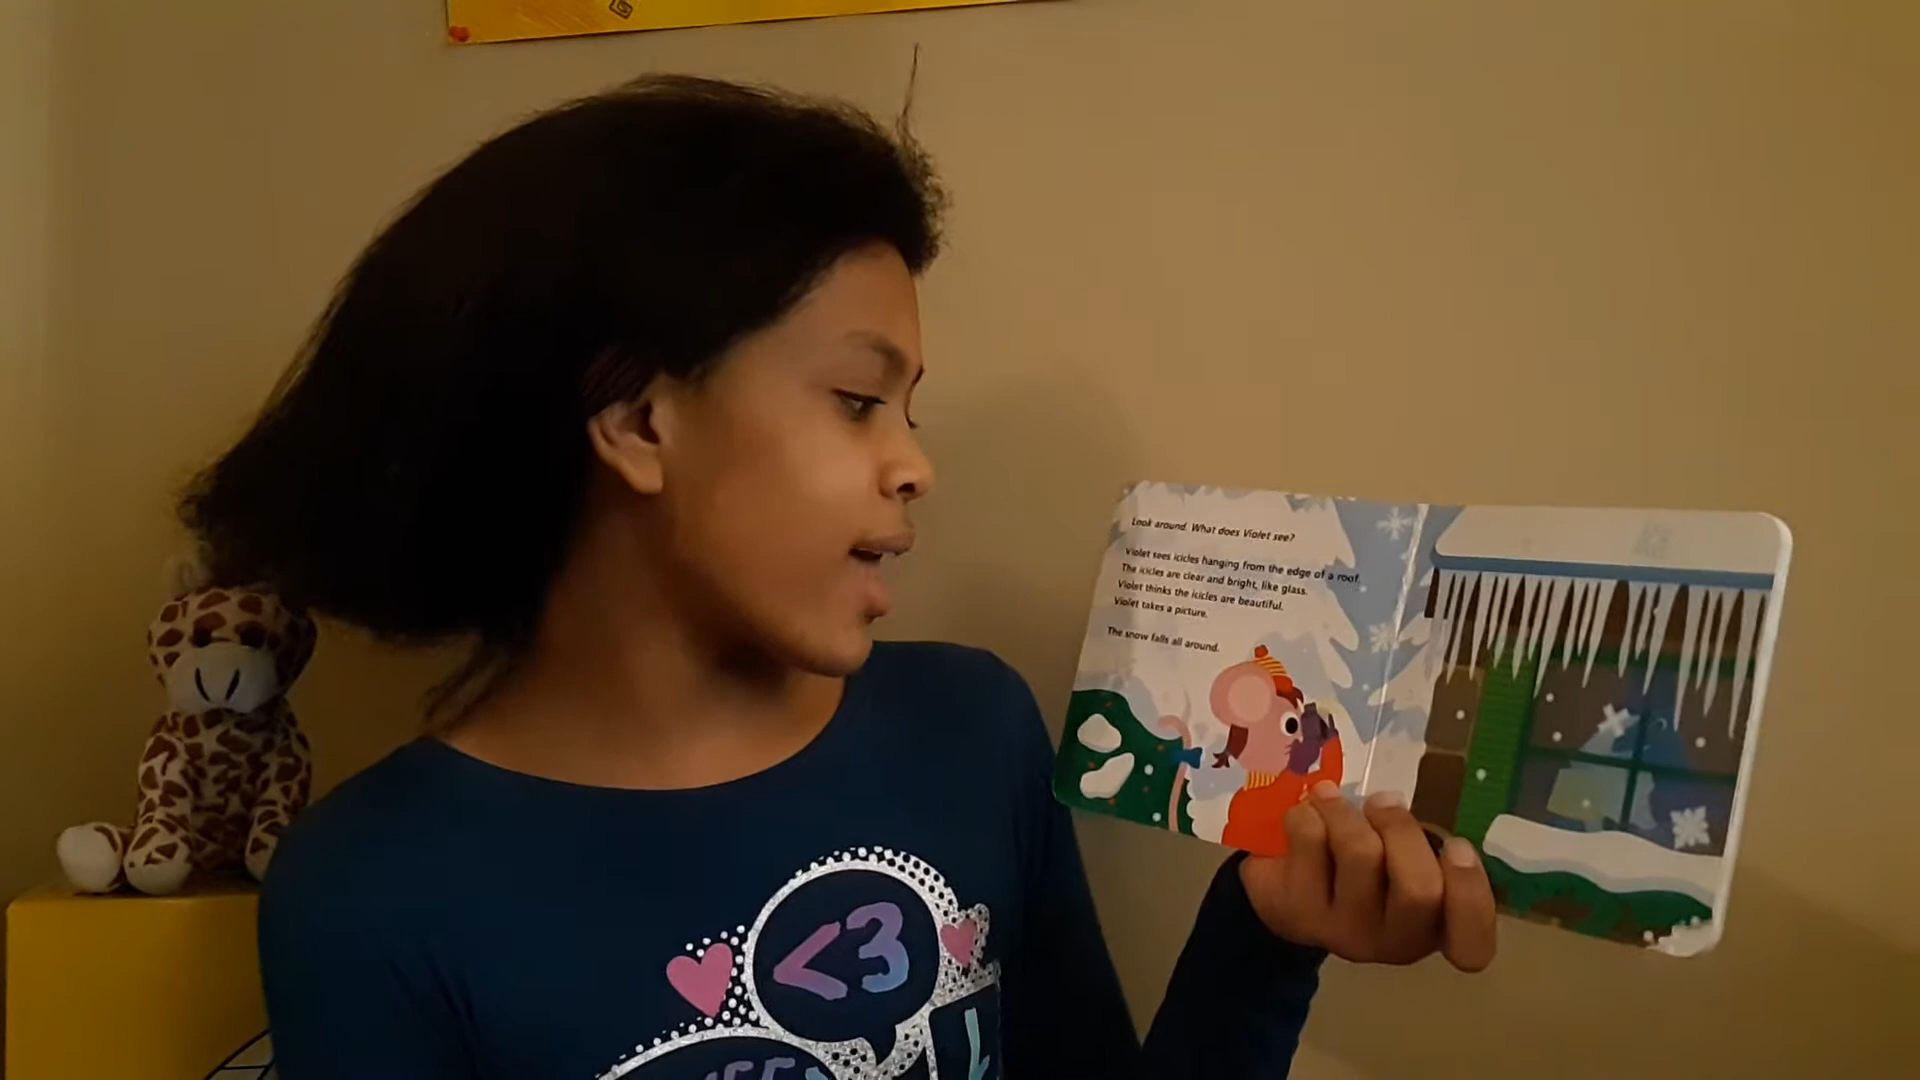 Look around. What does Violet see?
Violet sees icicles hanging from the edge of a roof.
The icicles are clear and bright, like glass.
Violet thinks the icicles are beautiful.
Violet takes a picture.
The snow falls all around.
<3